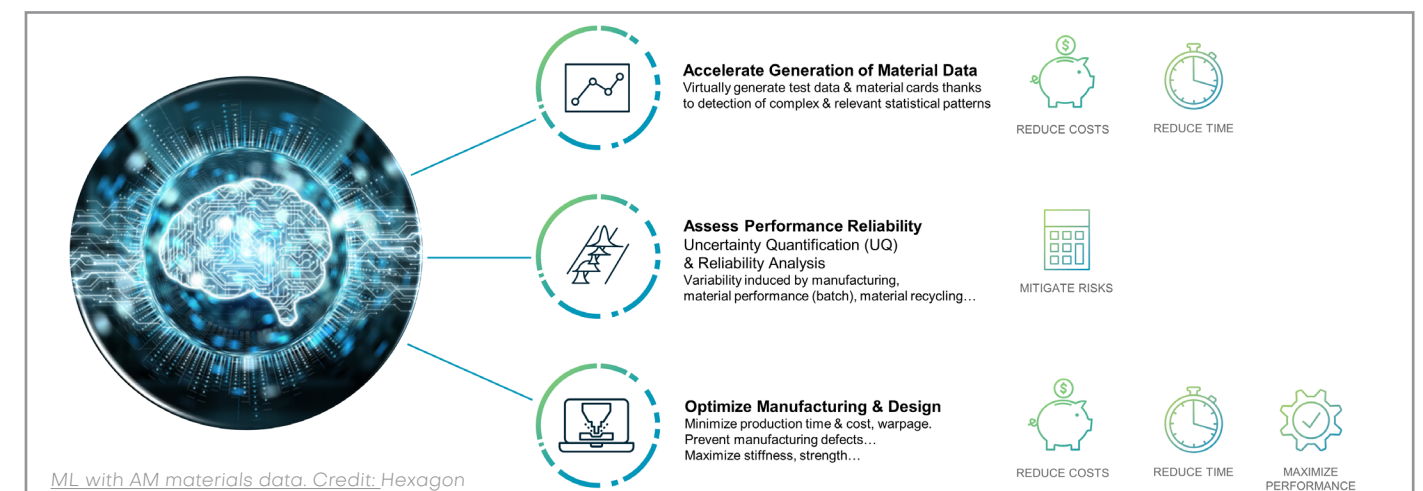 Accelerate Generation of Material Data
Virtually generate test data & material cards thanks
to detection of complex & relevant statistical patterns
$
REDUCE COSTS
REDUCE TIME
Assess Performance Reliability
Uncertainty Quantification (UQ)
& Reliability Analysis
Variability induced by manufacturing,
material performance (batch), material recycling…
MITIGATE RISKS
Optimize Manufacturing & Design
Minimize production time & cost, warpage.
Prevent manufacturing defects…
Maximize stiffness, strength…
$
REDUCE COSTS
REDUCE TIME
MAXIMIZE
PERFORMANCE
ML with AM materials data. Credit: Hexagon